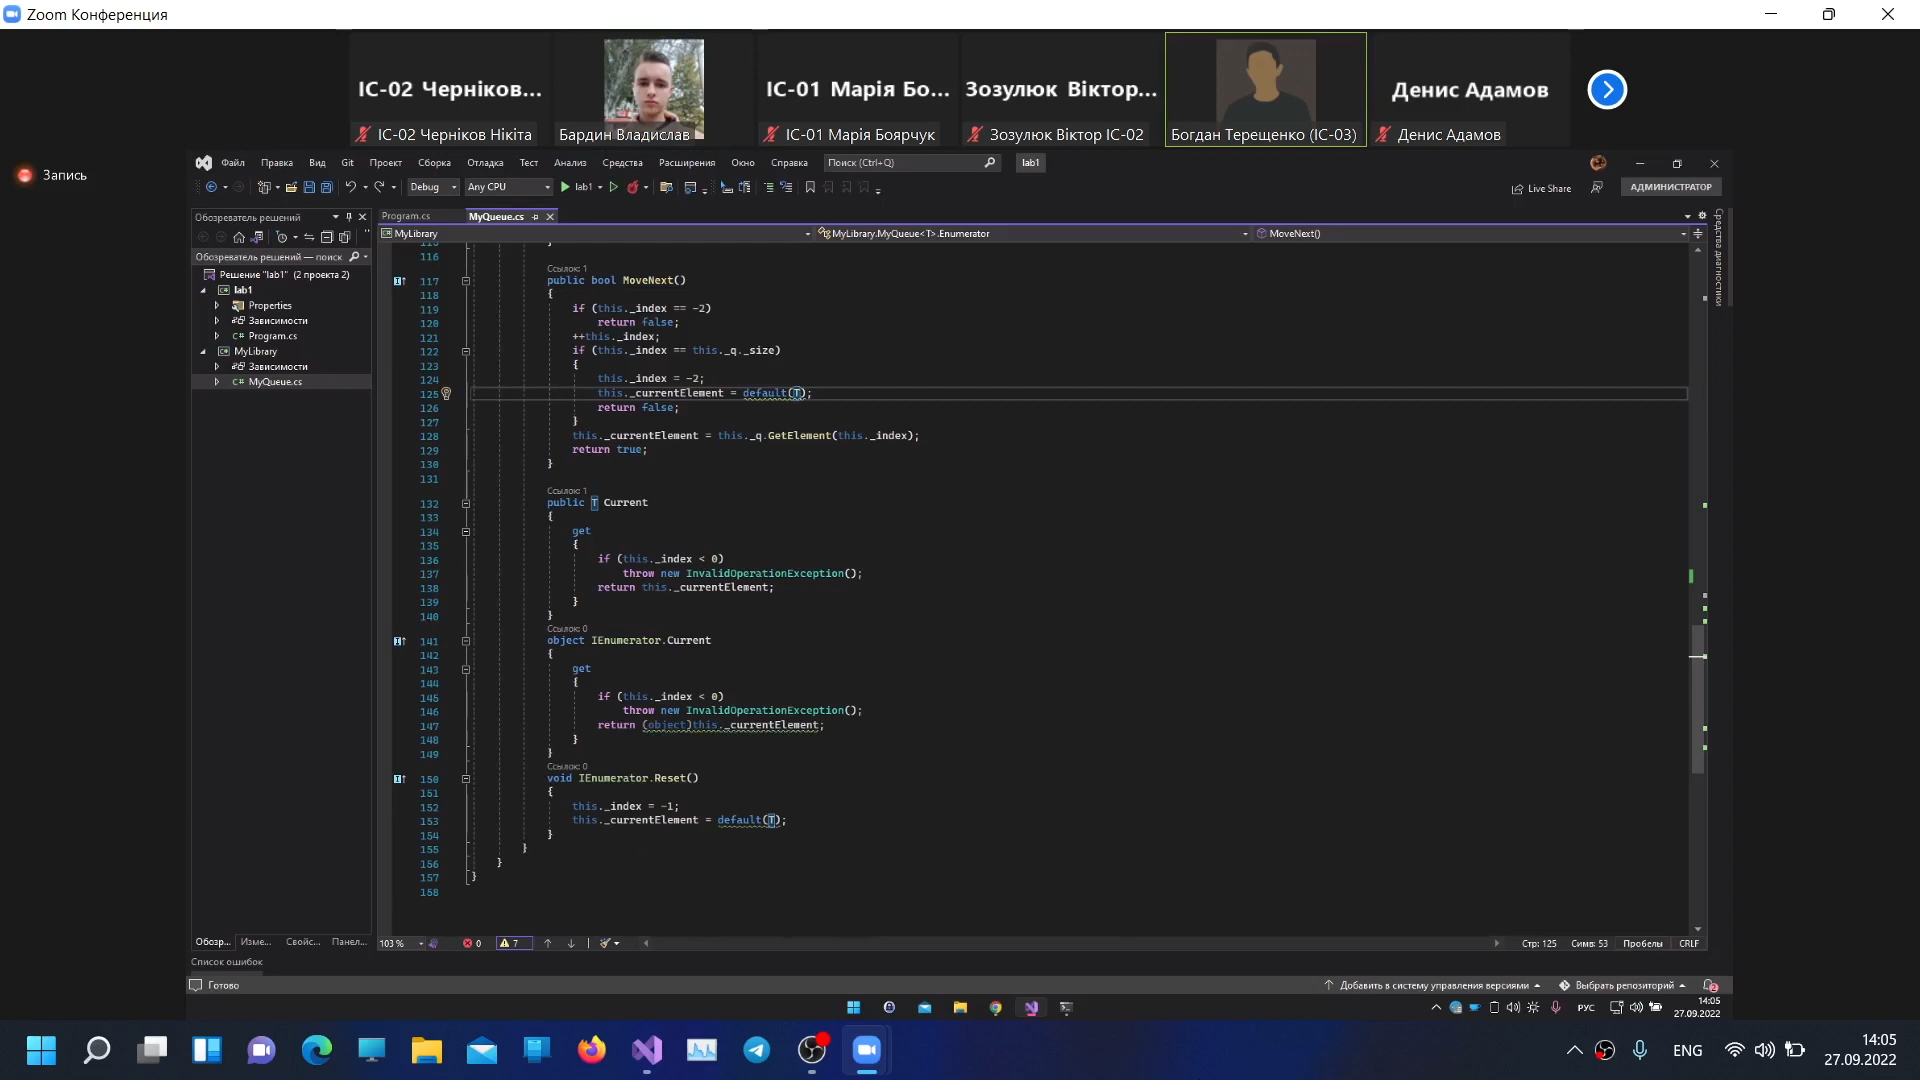 Zoom Конференция
ІС-02 Черніков...
ІС-01 Марія Бо...
Зозулюк Віктор...
Денис Адамов
ІС-02 Черніков Нікіта
Бардин Владислав
ІС-01 Марія Боярчук
Зозулюк Віктор ІС-02
Богдан Терещенко (ІС-03)
Денис Адамов
Запись
Файл Правка Вид Git Проект Сборка Отладка Тест Анализ Средства Расширения Окно Справка Поиск (Ctrl+Q) lab1
Debug Any CPU lab1 Live Share АДМИНИСТРАТОР
Обозреватель решений
Program.cs MyQueue.cs
MyLibrary MyLibrary.MyQueue<T>.Enumerator MoveNext()
Обозреватель решений — поиск
Решение "lab1" (2 проекта 2)
lab1
Properties
Зависимости
Program.cs
MyLibrary
Зависимости
MyQueue.cs
Средства диагностики
115
116
Ссылок: 1
117 public bool MoveNext()
118 {
119 if (this._index == -2)
120 return false;
121 ++this._index;
122 if (this._index == this._q._size)
123 {
124 this._index = -2;
125 this._currentElement = default(T);
126 return false;
127 }
128 this._currentElement = this._q.GetElement(this._index);
129 return true;
130 }
131
Ссылок: 1
132 public T Current
133 {
134 get
135 {
136 if (this._index < 0)
137 throw new InvalidOperationException();
138 return this._currentElement;
139 }
140 }
Ссылок: 0
141 object IEnumerator.Current
142 {
143 get
144 {
145 if (this._index < 0)
146 throw new InvalidOperationException();
147 return (object)this._currentElement;
148 }
149 }
Ссылок: 0
150 void IEnumerator.Reset()
151 {
152 this._index = -1;
153 this._currentElement = default(T);
154 }
155 }
156 }
157 }
158
Обозр... Изме... Свойс... Панел...
103 % 0 7 Стр: 125 Симв: 53 Пробелы CRLF
Список ошибок
Готово Добавить в систему управления версиями Выбрать репозиторий 2
РУС 14:05
27.09.2022
ENG 14:05
27.09.2022